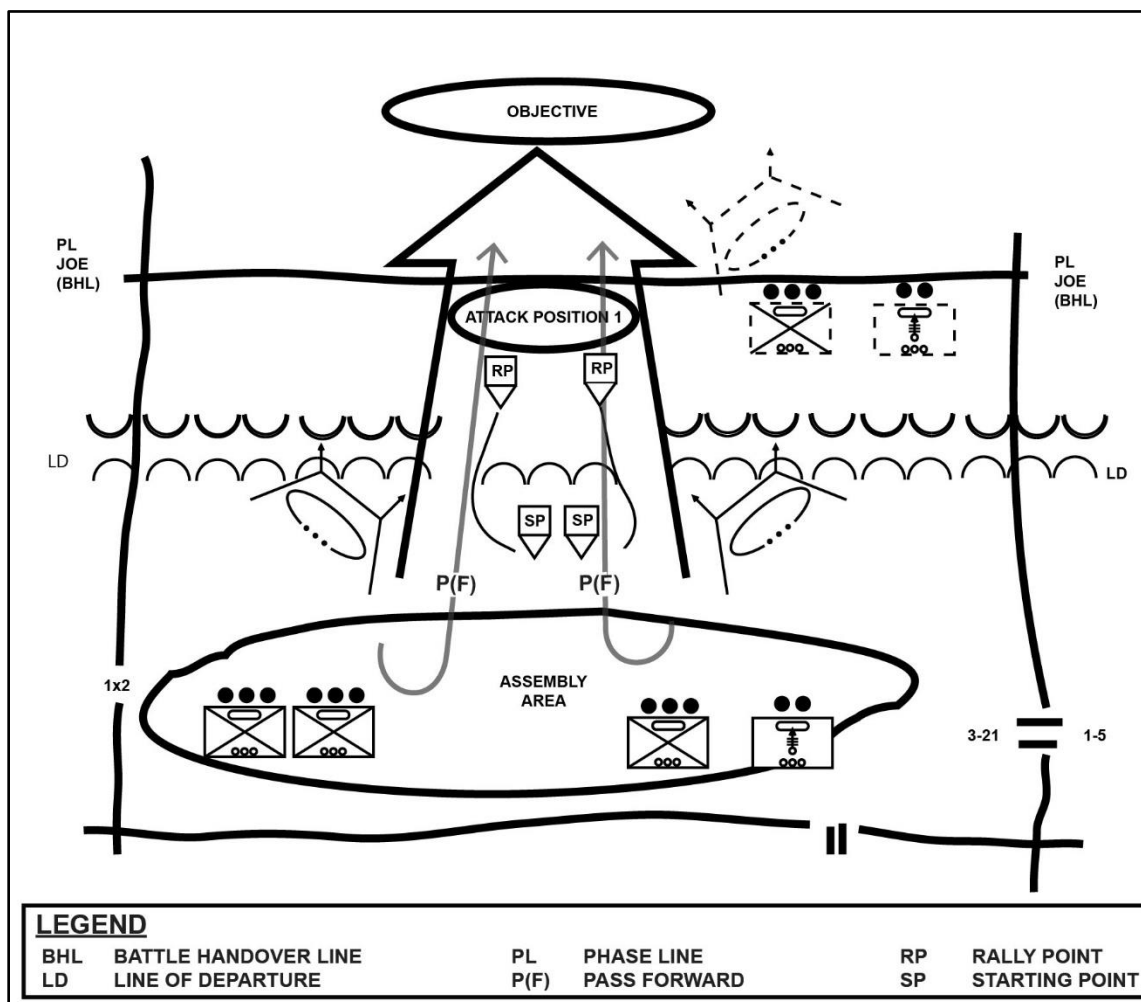 OBJECTIVE
PL
JOE
(BHL)
PL
JOE
(BHL)
ATTACK POSITION 1
RP
RP
LD
LD
SP
SP
P(F)
P(F)
ASSEMBLY
AREA
1x2
3-21
1-5
LEGEND
BHL BATTLE HANDOVER LINE PL PHASE LINE RP RALLY POINT
LD LINE OF DEPARTURE P(F) PASS FORWARD SP STARTING POINT